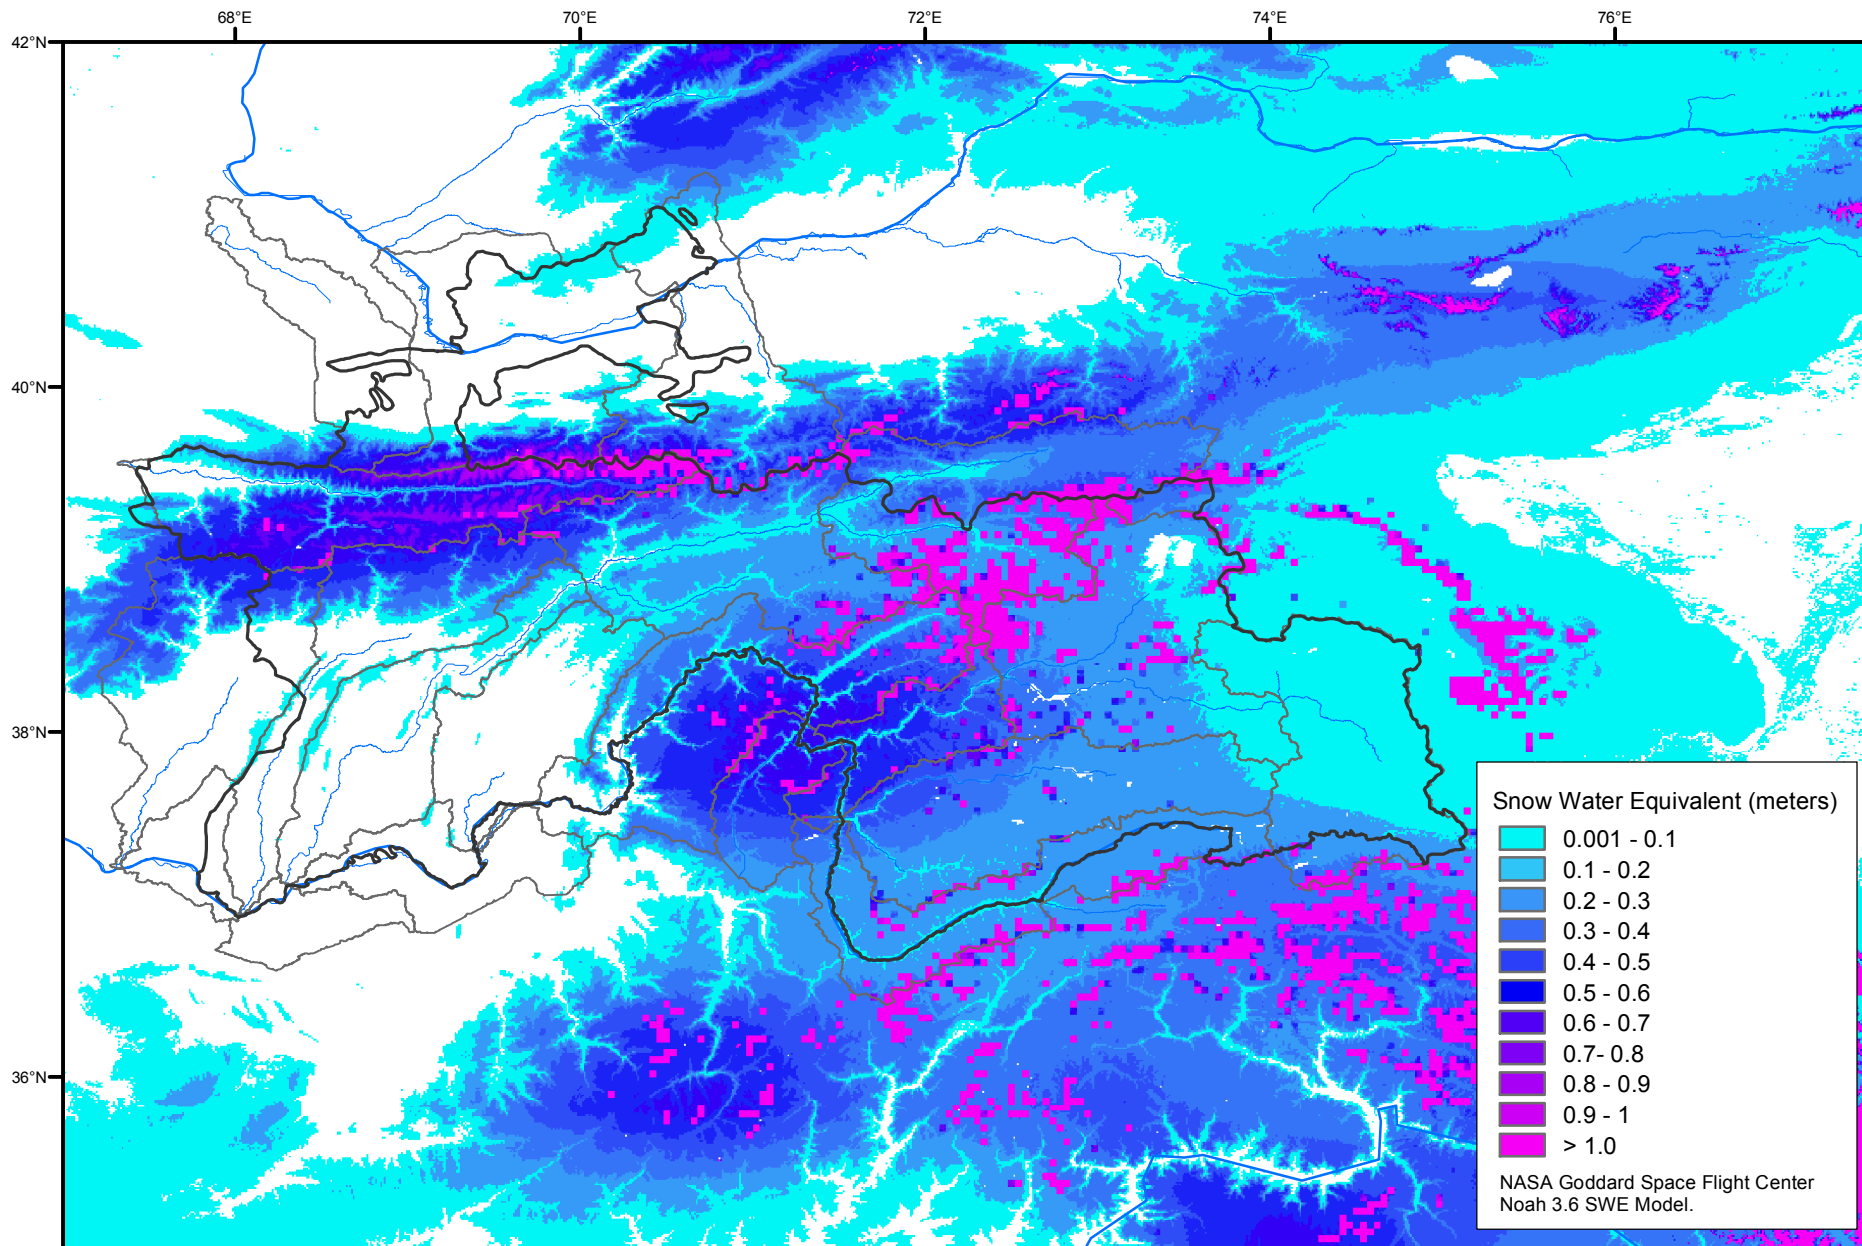 68°E 70°E 72°E 74°E 76°E
42°N
40°N
38°N
36°N
Snow Water Equivalent (meters)
0.001 - 0.1
0.1 - 0.2
0.2 - 0.3
0.3 - 0.4
0.4 - 0.5
0.5 - 0.6
0.6 - 0.7
0.7- 0.8
0.8 - 0.9
0.9 - 1
> 1.0
NASA Goddard Space Flight Center
Noah 3.6 SWE Model.